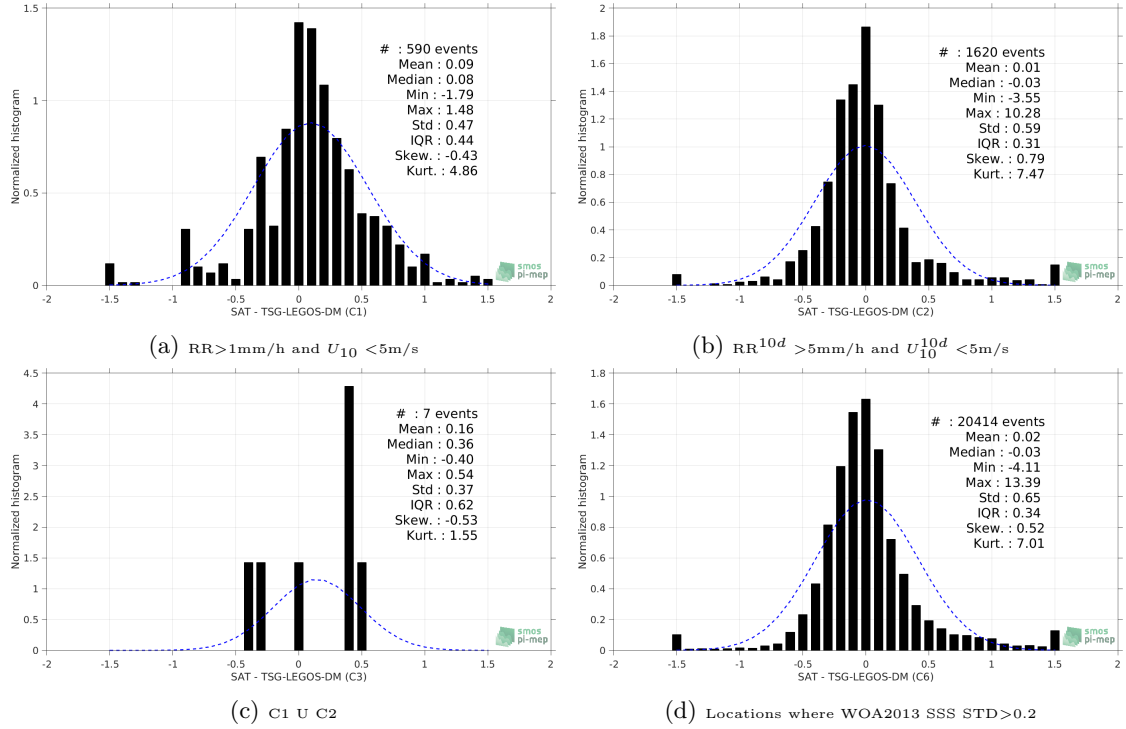 1.5
1
0.5
0
-2
-1.5
-1
-0.5
0
0.5
1
1.5
2
Normalized histogram
SAT - TSG-LEGOS-DM (C1)
# : 590 events
Mean : 0.09
Median : 0.08
Min : -1.79
Max : 1.48
Std : 0.47
IQR : 0.44
Skew. : -0.43
Kurt. : 4.86
smos
pi-mep
(a) RR>1mm/h and U10 <5m/s
2
1.8
1.6
1.4
1.2
1
0.8
0.6
0.4
0.2
0
-2
-1.5
-1
-0.5
0
0.5
1
1.5
2
Normalized histogram
SAT - TSG-LEGOS-DM (C2)
# : 1620 events
Mean : 0.01
Median : -0.03
Min : -3.55
Max : 10.28
Std : 0.59
IQR : 0.31
Skew. : 0.79
Kurt. : 7.47
smos
pi-mep
(b) RR10d >5mm/h and U10 10d <5m/s
4.5
4
3.5
3
2.5
2
1.5
1
0.5
0
-2
-1.5
-1
-0.5
0
0.5
1
1.5
2
Normalized histogram
SAT - TSG-LEGOS-DM (C3)
# : 7 events
Mean : 0.16
Median : 0.36
Min : -0.40
Max : 0.54
Std : 0.37
IQR : 0.62
Skew. : -0.53
Kurt. : 1.55
smos
pi-mep
(c) C1 U C2
1.8
1.6
1.4
1.2
1
0.8
0.6
0.4
0.2
0
-2
-1.5
-1
-0.5
0
0.5
1
1.5
2
Normalized histogram
SAT - TSG-LEGOS-DM (C6)
# : 20414 events
Mean : 0.02
Median : -0.03
Min : -4.11
Max : 13.39
Std : 0.65
IQR : 0.34
Skew. : 0.52
Kurt. : 7.01
smos
pi-mep
(d) Locations where WOA2013 SSS STD>0.2